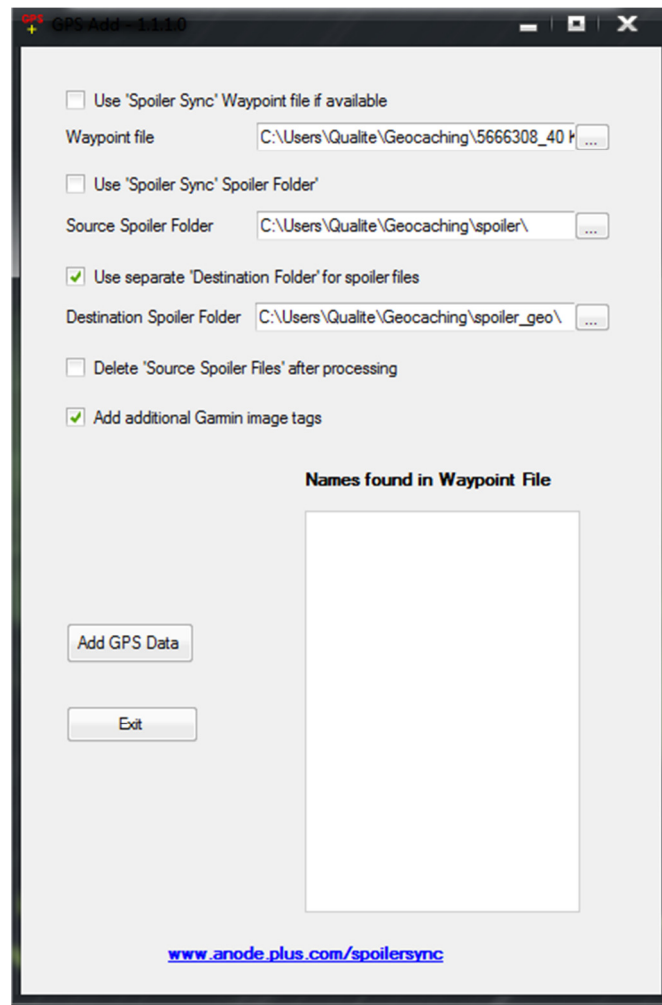 GPS
GPS Add - 1.1.1.0
Use 'Spoiler Sync' Waypoint file if available
Waypoint file
C:\Users\Qualite\Geocaching\5666308_40 K
...
Use 'Spoiler Sync' Spoiler Folder'
Source Spoiler Folder
C:\Users\Qualite\Geocaching\spoiler\
...
Use separate 'Destination Folder' for spoiler files
Destination Spoiler Folder
C:\Users\Qualite\Geocaching\spoiler_geo\
...
Delete 'Source Spoiler Files' after processing
Add additional Garmin image tags
Names found in Waypoint File
Add GPS Data
Exit
www.anode.plus.com/spoilersync